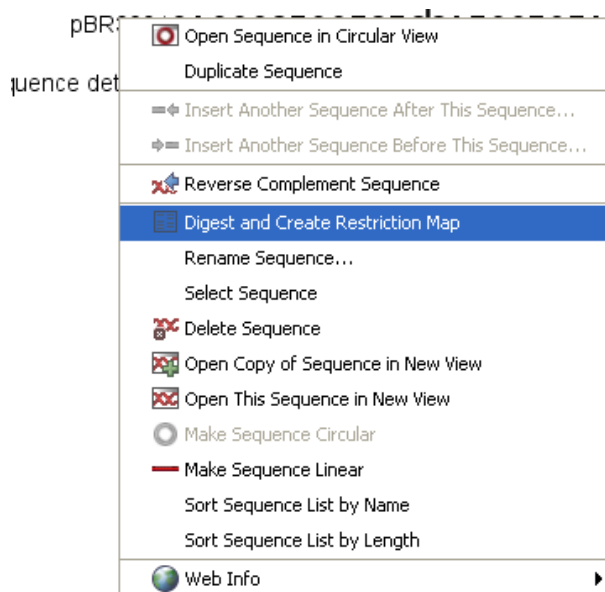 pBR3
Open Sequence in Circular View
Duplicate Sequence
quence det
Insert Another Sequence After This Sequence...
Insert Another Sequence Before This Sequence...
Reverse Complement Sequence
Digest and Create Restriction Map
Rename Sequence...
Select Sequence
Delete Sequence
Open Copy of Sequence in New View
Open This Sequence in New View
Make Sequence Circular
Make Sequence Linear
Sort Sequence List by Name
Sort Sequence List by Length
Web Info